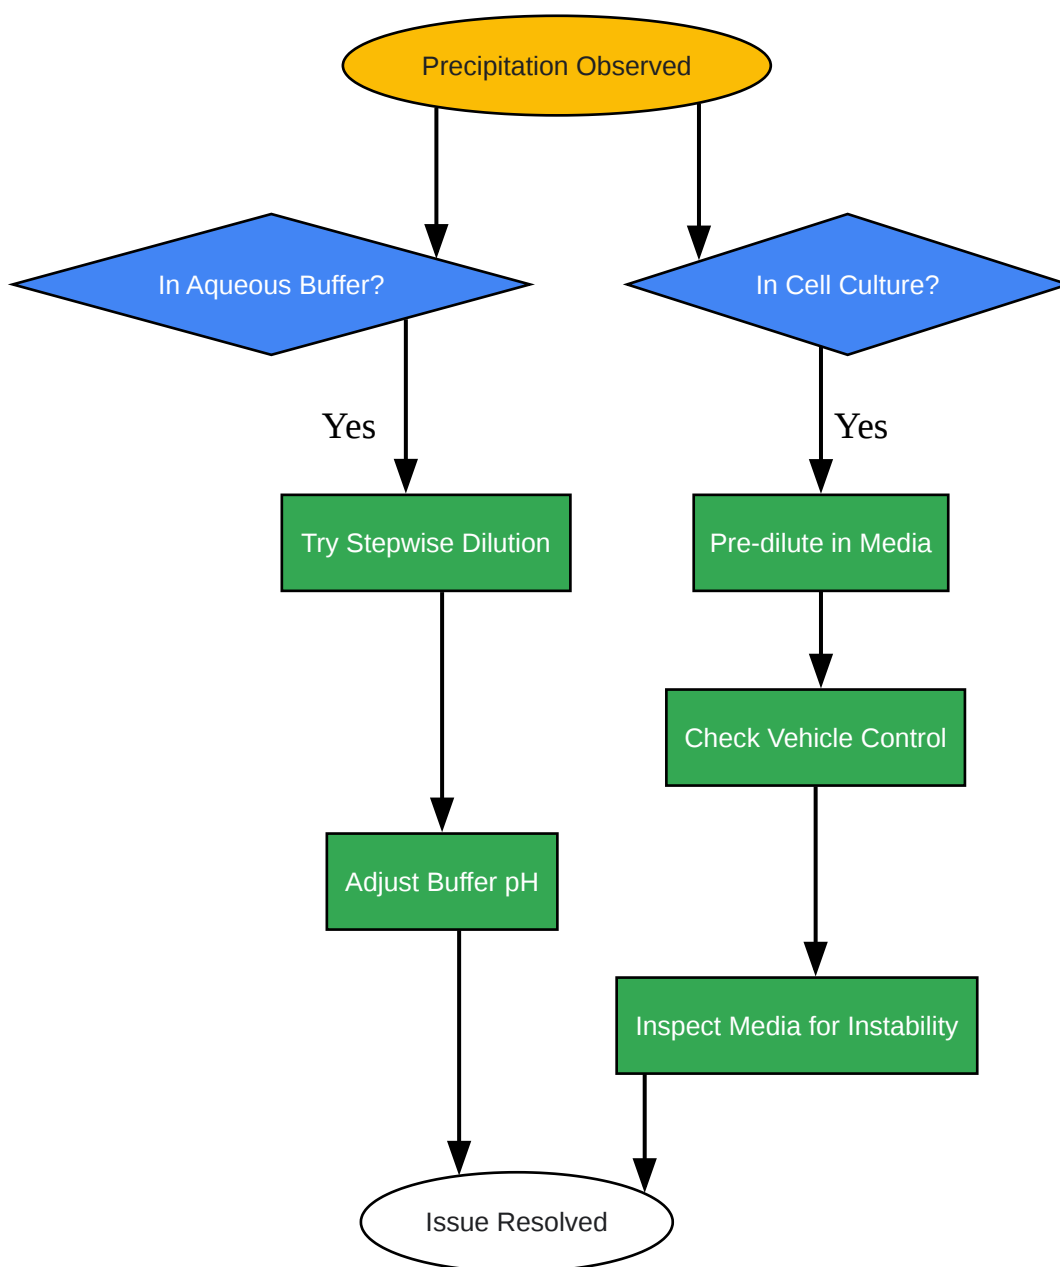 Precipitation Observed
In Aqueous Buffer?
In Cell Culture?
Yes
Yes
Try Stepwise Dilution
Pre-dilute in Media
Check Vehicle Control
Adjust Buffer pH
Inspect Media for Instability
Issue Resolved